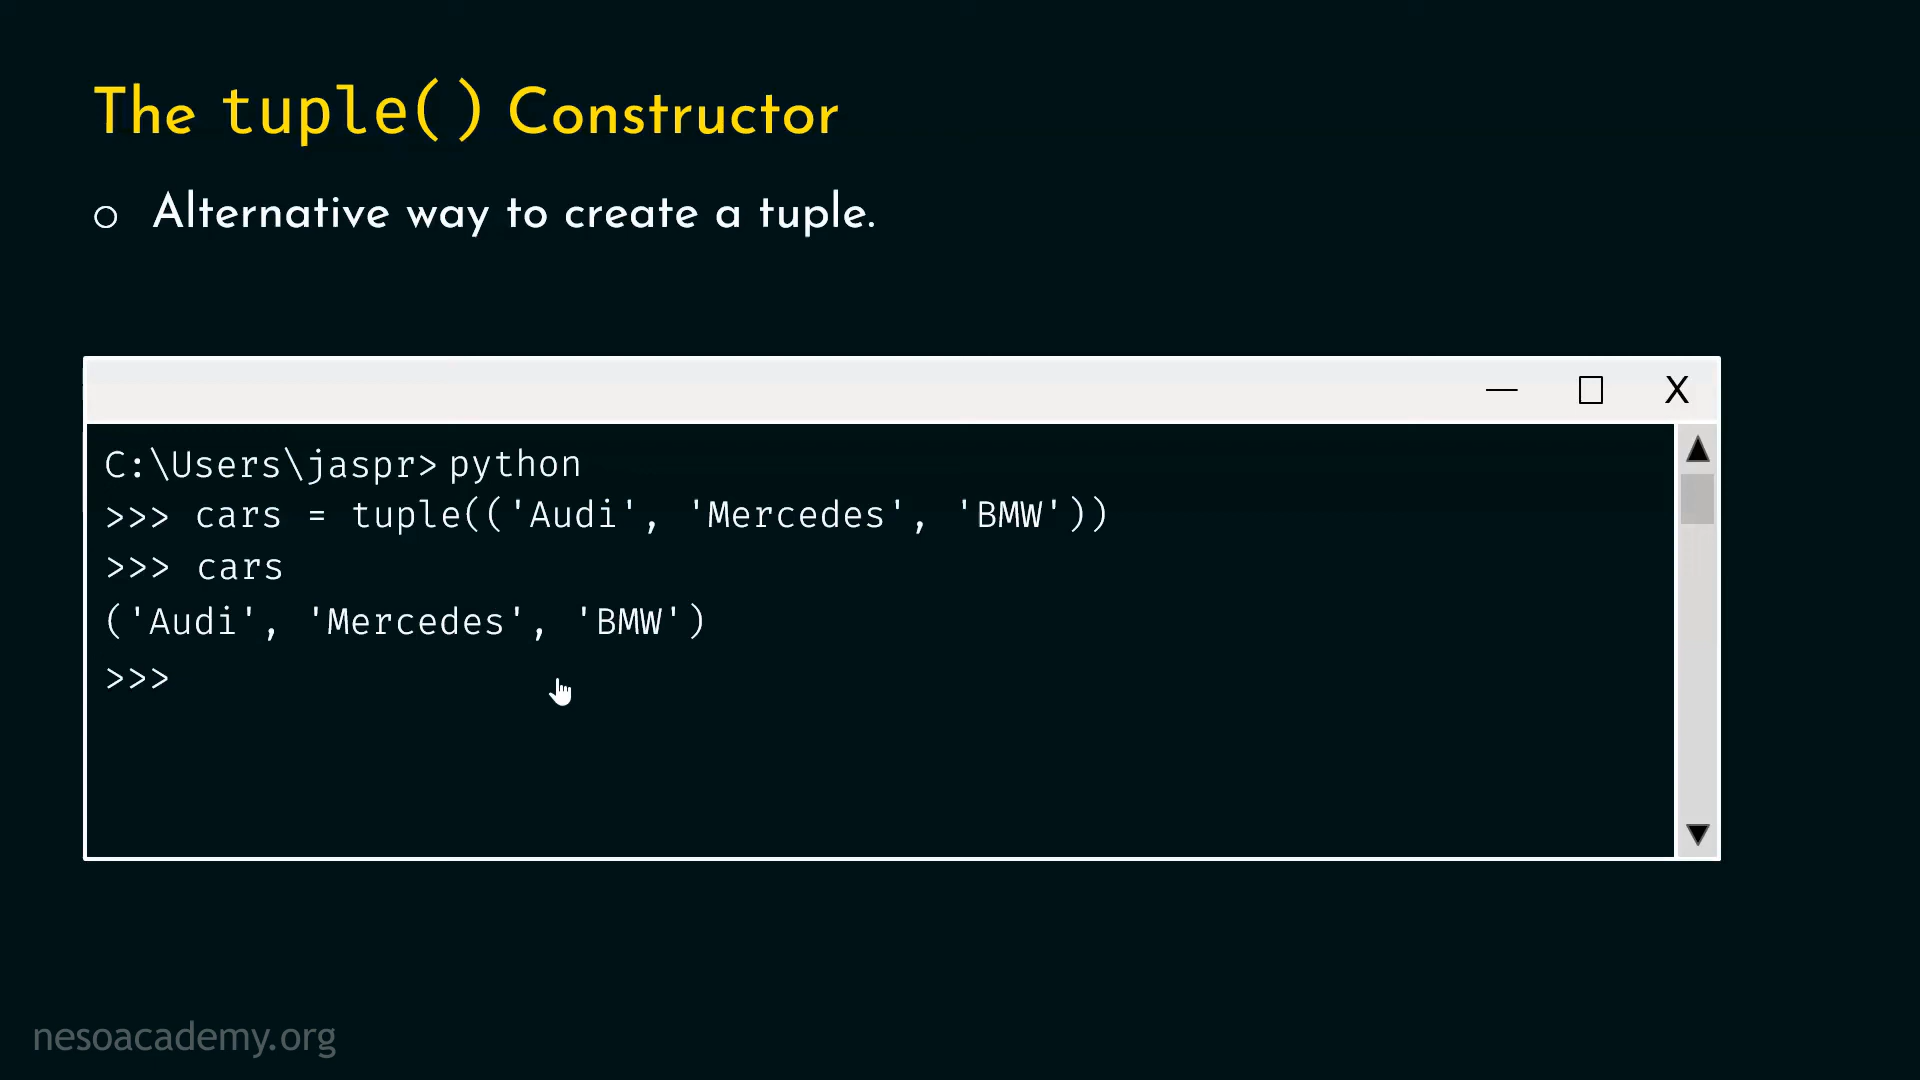 The tuple() Constructor
○ Alternative way to create a tuple.
C:\Users\jaspr>python
>>> cars = tuple(('Audi', 'Mercedes', 'BMW'))
>>> cars
('Audi', 'Mercedes', 'BMW')
>>>
nesoacademy.org